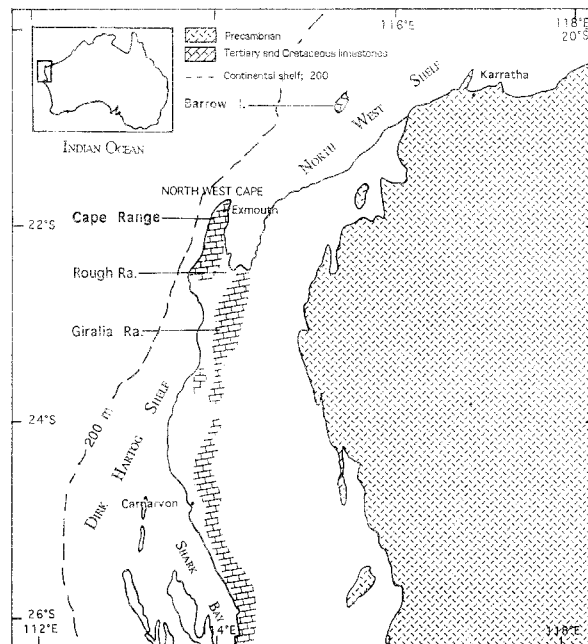 116°E
118°E
20°S
Precambrian
Tertiary and Cretaceous limestones
Continental shelf; 200
Karratha
Barrow I.
NORTH WEST SHELF
INDIAN OCEAN
NORTH WEST CAPE
Exmouth
Cape Range
22°S
Rough Ra.
Giralia Ra.
200 m
24°S
DIRK HARTOG SHELF
Carnarvon
SHARK BAY
26°S
112°E
4°E
118°E